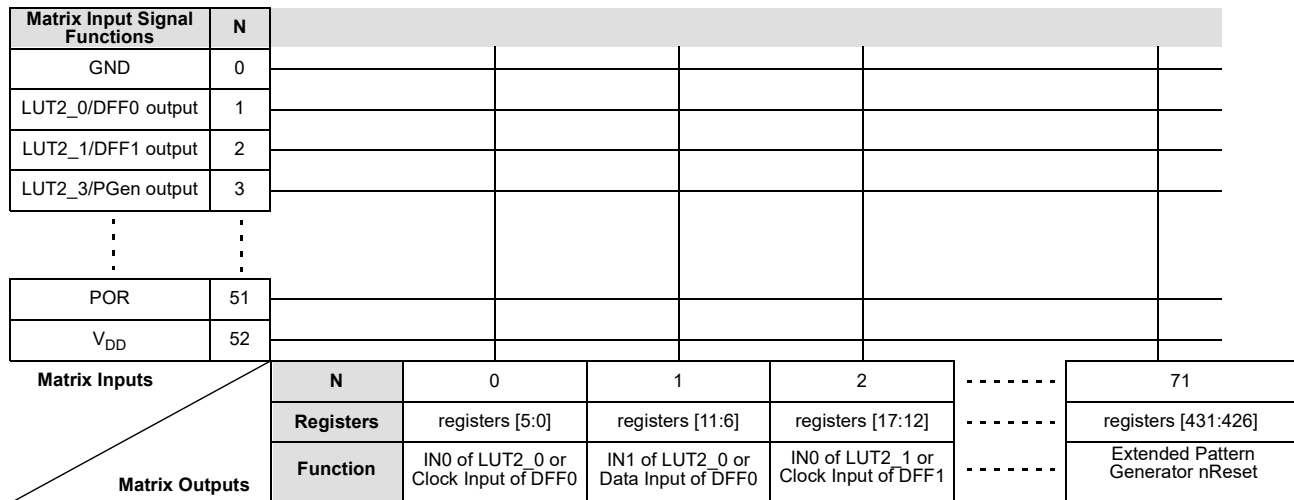 Matrix Input Signal
Functions
N
GND
0
LUT2_0/DFF0 output
1
LUT2_1/DFF1 output
2
LUT2_3/PGen output
3
POR
51
VDD
52
Matrix Inputs
Matrix Outputs
N
0
1
2
71
Registers
registers [5:0]
registers [11:6]
registers [17:12]
registers [431:426]
Function
IN0 of LUT2_0 or
Clock Input of DFF0
IN1 of LUT2_0 or
Data Input of DFF0
IN0 of LUT2_1 or
Clock Input of DFF1
Extended Pattern
Generator nReset